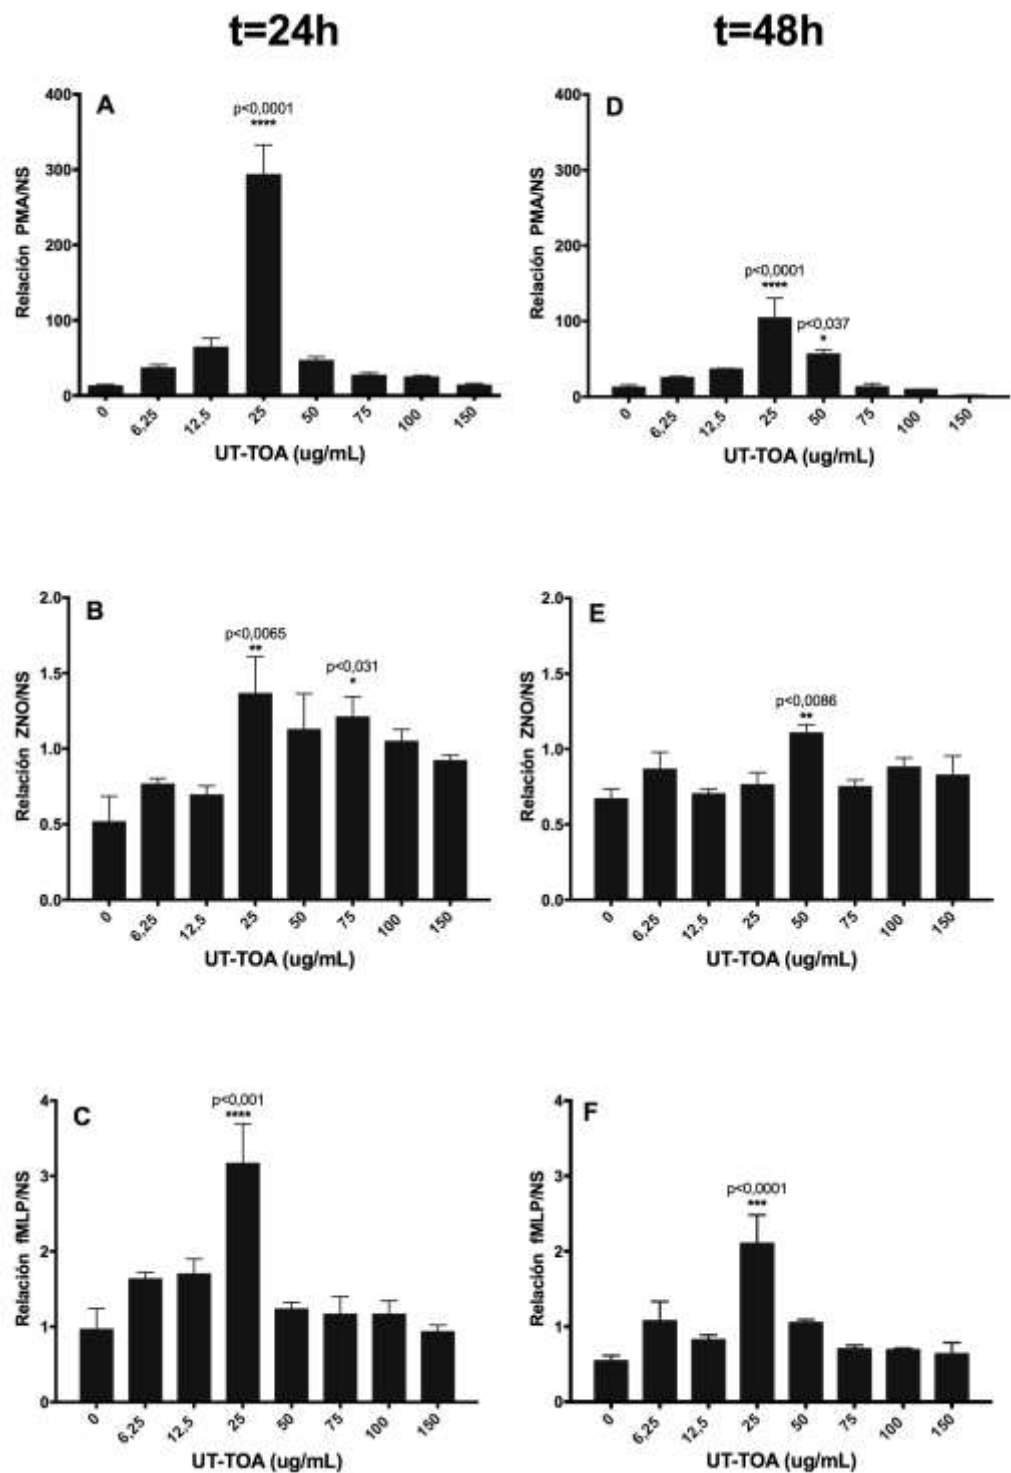 t=24h
t=48h
A
p<0,0001
****
Relación PMA/NS
400
300
200
100
0
0 6,25 12,5 25 50 75 100 150
UT-TOA (ug/mL)
D
p<0,0001
****
p<0,037
*
Relación PMA/NS
400
300
200
100
0
0 6,25 12,5 25 50 75 100 150
UT-TOA (ug/mL)
B
p<0,0065
**
p<0,031
*
Relación ZNO/NS
2.0
1.5
1.0
0.5
0.0
0 6,25 12,5 25 50 75 100 150
UT-TOA (ug/mL)
E
p<0,0086
**
Relación ZNO/NS
2.0
1.5
1.0
0.5
0.0
0 6,25 12,5 25 50 75 100 150
UT-TOA (ug/mL)
C
p<0,001
****
Relación fMLP/NS
4
3
2
1
0
0 6,25 12,5 25 50 75 100 150
UT-TOA (ug/mL)
F
p<0,0001
***
Relación fMLP/NS
4
3
2
1
0
0 6,25 12,5 25 50 75 100 150
UT-TOA (ug/mL)